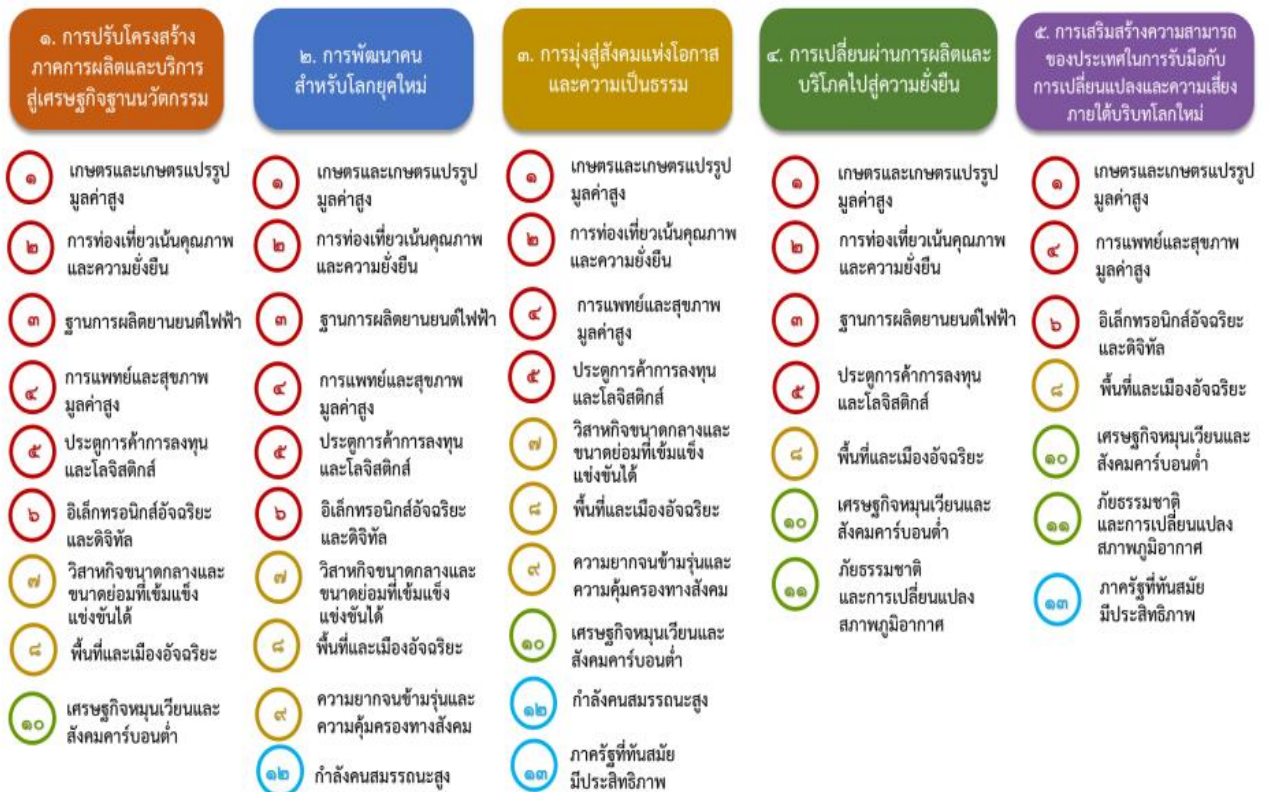 ๑. การปรับโครงสร้าง
ภาคการผลิตและบริการ
สู่เศรษฐกิจฐานนวัตกรรม
๑
เกษตรและเกษตรแปรรูป
มูลค่าสูง
๒
การท่องเที่ยวเน้นคุณภาพ
และความยั่งยืน
๓
ฐานการผลิตยานยนต์ไฟฟ้า
๔
การแพทย์และสุขภาพ
มูลค่าสูง
๕
ประตูการค้าการลงทุน
และโลจิสติกส์
๖
อิเล็กทรอนิกส์อัจฉริยะ
และดิจิทัล
๗
วิสาหกิจขนาดกลางและ
ขนาดย่อมที่เข้มแข็ง
แข่งขันได้
๘
พื้นที่และเมืองอัจฉริยะ
๑๐
เศรษฐกิจหมุนเวียนและ
สังคมคาร์บอนต่ำ
๒. การพัฒนาคน
สำหรับโลกยุคใหม่
๑
เกษตรและเกษตรแปรรูป
มูลค่าสูง
๒
การท่องเที่ยวเน้นคุณภาพ
และความยั่งยืน
๓
ฐานการผลิตยานยนต์ไฟฟ้า
๔
การแพทย์และสุขภาพ
มูลค่าสูง
๕
ประตูการค้าการลงทุน
และโลจิสติกส์
๖
อิเล็กทรอนิกส์อัจฉริยะ
และดิจิทัล
๗
วิสาหกิจขนาดกลางและ
ขนาดย่อมที่เข้มแข็ง
แข่งขันได้
๘
พื้นที่และเมืองอัจฉริยะ
๙
ความยากจนข้ามรุ่นและ
ความคุ้มครองทางสังคม
๑๒
กำลังคนสมรรถนะสูง
๓. การมุ่งสู่สังคมแห่งโอกาส
และความเป็นธรรม
๑
เกษตรและเกษตรแปรรูป
มูลค่าสูง
๒
การท่องเที่ยวเน้นคุณภาพ
และความยั่งยืน
๔
การแพทย์และสุขภาพ
มูลค่าสูง
๕
ประตูการค้าการลงทุน
และโลจิสติกส์
๗
วิสาหกิจขนาดกลางและ
ขนาดย่อมที่เข้มแข็ง
แข่งขันได้
๘
พื้นที่และเมืองอัจฉริยะ
๙
ความยากจนข้ามรุ่นและ
ความคุ้มครองทางสังคม
๑๐
เศรษฐกิจหมุนเวียนและ
สังคมคาร์บอนต่ำ
๑๒
กำลังคนสมรรถนะสูง
๑๓
ภาครัฐที่ทันสมัย
มีประสิทธิภาพ
๔. การเปลี่ยนผ่านการผลิตและ
บริโภคไปสู่ความยั่งยืน
๑
เกษตรและเกษตรแปรรูป
มูลค่าสูง
๒
การท่องเที่ยวเน้นคุณภาพ
และความยั่งยืน
๓
ฐานการผลิตยานยนต์ไฟฟ้า
๕
ประตูการค้าการลงทุน
และโลจิสติกส์
๘
พื้นที่และเมืองอัจฉริยะ
๑๐
เศรษฐกิจหมุนเวียนและ
สังคมคาร์บอนต่ำ
๑๑
ภัยธรรมชาติ
และการเปลี่ยนแปลง
สภาพภูมิอากาศ
๕. การเสริมสร้างความสามารถ
ของประเทศในการรับมือกับ
การเปลี่ยนแปลงและความเสี่ยง
ภายใต้บริบทโลกใหม่
๑
เกษตรและเกษตรแปรรูป
มูลค่าสูง
๔
การแพทย์และสุขภาพ
มูลค่าสูง
๖
อิเล็กทรอนิกส์อัจฉริยะ
และดิจิทัล
๘
พื้นที่และเมืองอัจฉริยะ
๑๐
เศรษฐกิจหมุนเวียนและ
สังคมคาร์บอนต่ำ
๑๑
ภัยธรรมชาติ
และการเปลี่ยนแปลง
สภาพภูมิอากาศ
๑๓
ภาครัฐที่ทันสมัย
มีประสิทธิภาพ